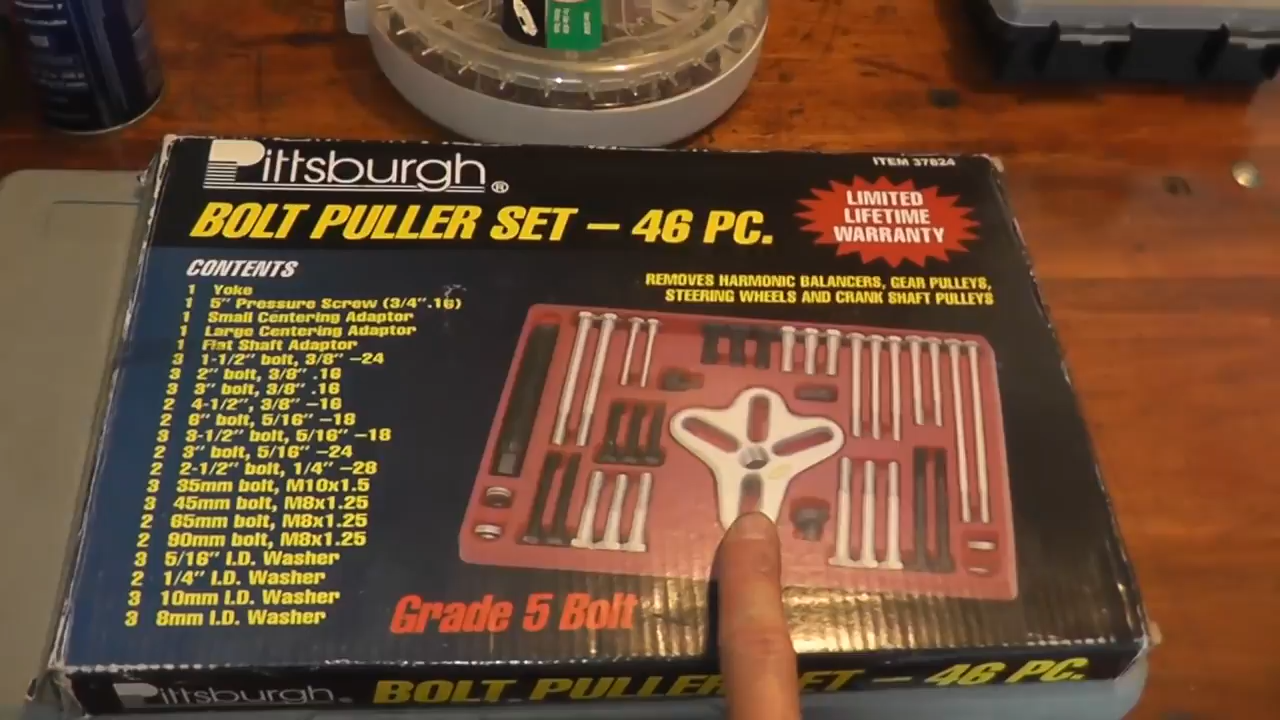 Pittsburgh®
ITEM 37824
BOLT PULLER SET – 46 PC.
LIMITED
LIFETIME
WARRANTY
CONTENTS
REMOVES HARMONIC BALANCERS, GEAR PULLEYS,
STEERING WHEELS AND CRANK SHAFT PULLEYS
1 Yoke
1 5" Pressure Screw (3/4".16)
1 Small Centering Adaptor
1 Large Centering Adaptor
1 Flat Shaft Adaptor
3 1-1/2" bolt, 3/8" –24
3 2" bolt, 3/8" .16
3 3" bolt, 3/8" .16
2 4-1/2", 3/8" –16
2 6" bolt, 5/16" –18
3 3-1/2" bolt, 5/16" –18
2 3" bolt, 5/16" –24
2 2-1/2" bolt, 1/4" –28
3 85mm bolt, M10x1.5
3 45mm bolt, M8x1.25
2 65mm bolt, M8x1.25
2 90mm bolt, M8x1.25
3 5/16" I.D. Washer
2 1/4" I.D. Washer
3 10mm I.D. Washer
3 8mm I.D. Washer
Grade 5 Bolt
Pittsburgh®
BOLT PULLER SET – 46 PC.